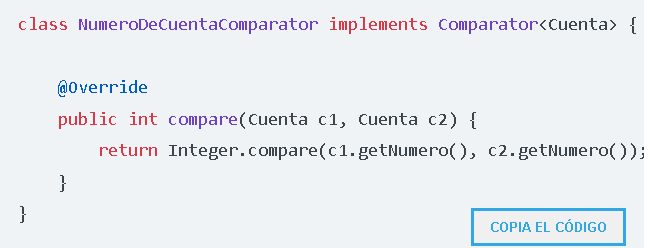 class NumeroDeCuentaComparator implements Comparator<Cuenta> {
@Override
public int compare(Cuenta c1, Cuenta c2) {
return Integer.compare(c1.getNumero(), c2.getNumero());
}
}
COPIA EL CÓDIGO